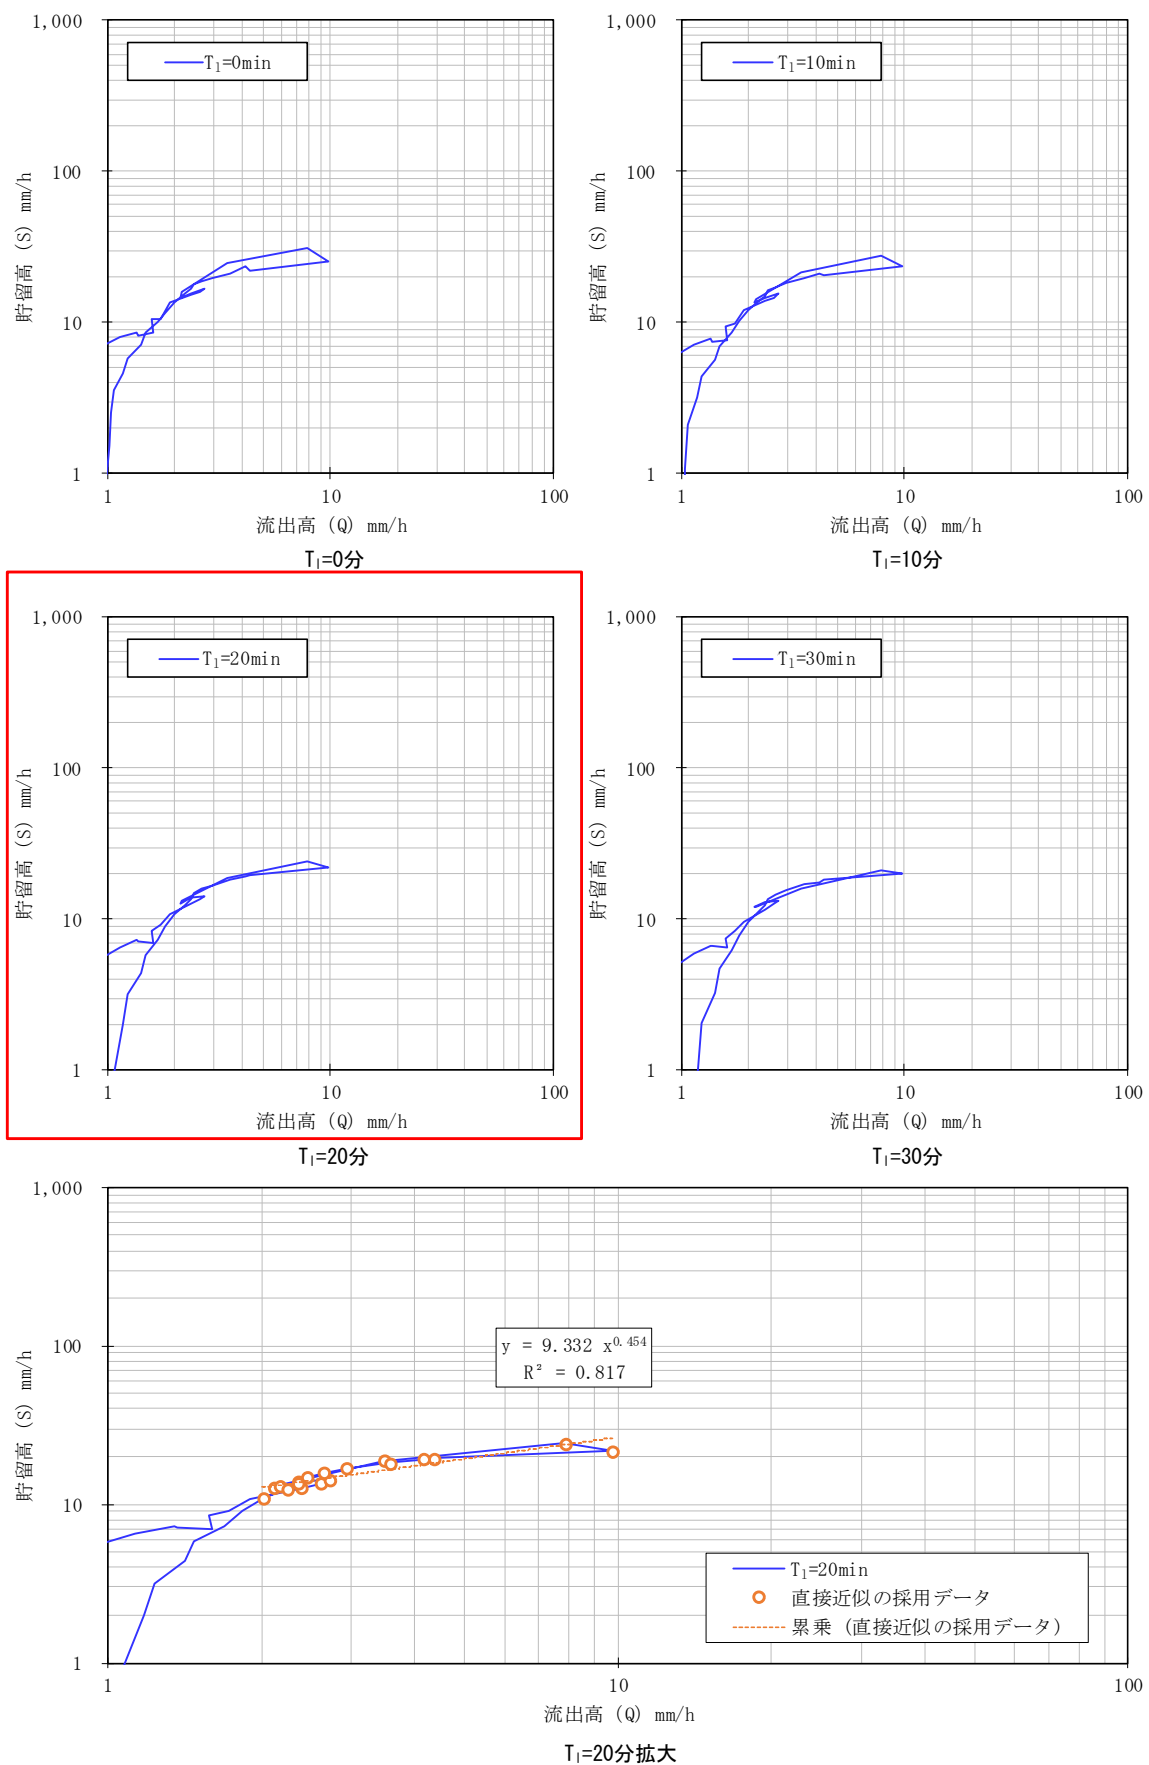 1,000
T₁=0min
100
貯留高 (S) mm/h
10
1
1
10
100
流出高 (Q) mm/h
T₁=0分
1,000
T₁=10min
100
貯留高 (S) mm/h
10
1
1
10
100
流出高 (Q) mm/h
T₁=10分
1,000
T₁=20min
100
貯留高 (S) mm/h
10
1
1
10
100
流出高 (Q) mm/h
T₁=20分
1,000
T₁=30min
100
貯留高 (S) mm/h
10
1
1
10
100
流出高 (Q) mm/h
T₁=30分
1,000
100
貯留高 (S) mm/h
10
1
y = 9.332 x^0.454
R² = 0.817
T₁=20min
直接近似の採用データ
累乗 (直接近似の採用データ)
1
10
100
流出高 (Q) mm/h
T₁=20分拡大